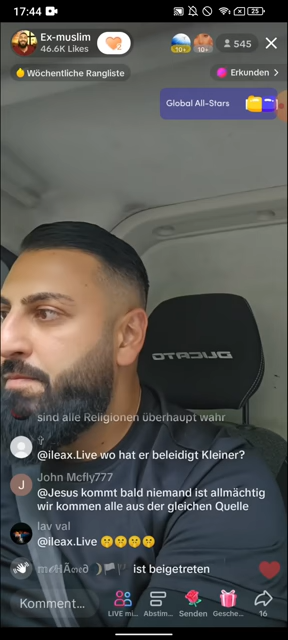 17:44
25
Ex-muslim
46.6K Likes
10+
10+
545
Wöchentliche Rangliste
Erkunden
Global All-Stars
DUCATO
sind alle Religionen überhaupt wahr
@ileax.Live wo hat er beleidigt Kleiner?
John Mcfly777
J
@Jesus kommt bald niemand ist allmächtig
wir kommen alle aus der gleichen Quelle
lav val
@ileax.Live
ist beigetreten
Komment...
LIVE mi...
Abstim...
Senden
Gesche...
16